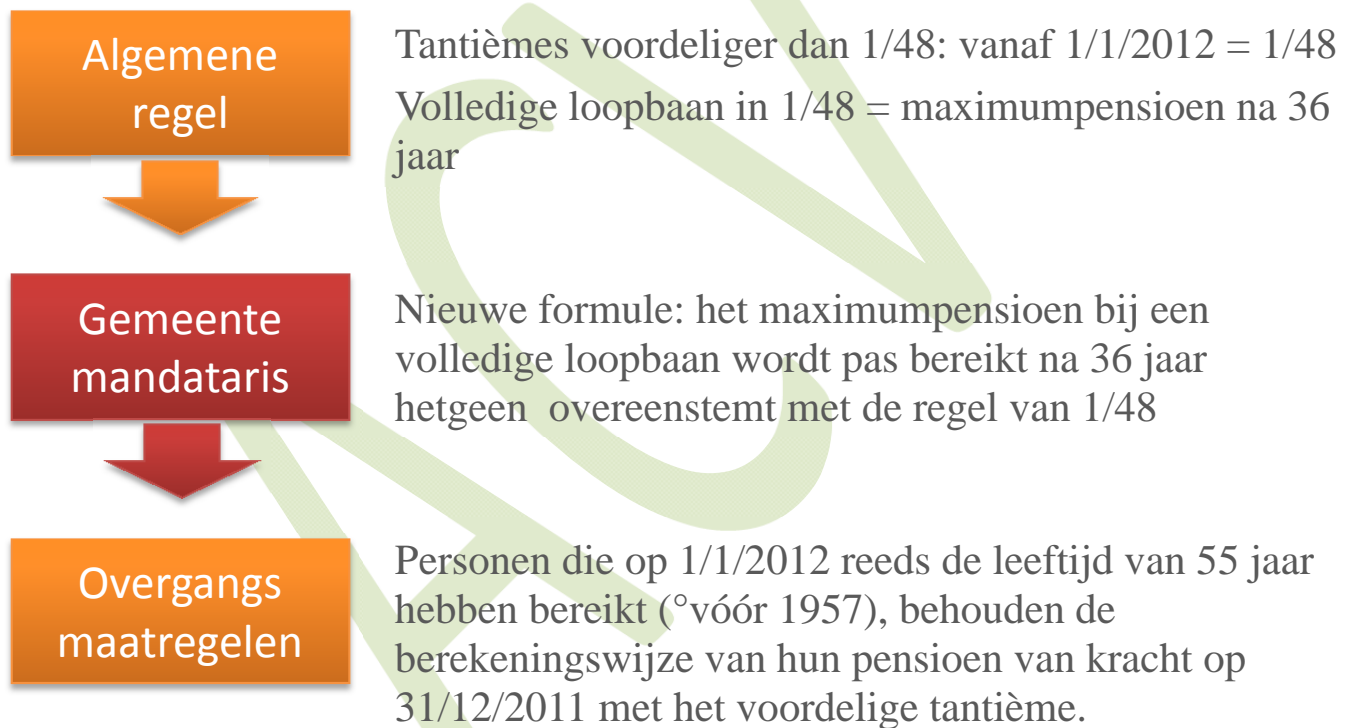 Algemene
regel
Tantièmes voordeliger dan 1/48: vanaf 1/1/2012 = 1/48
Volledige loopbaan in 1/48 = maximumpensioen na 36
jaar
Gemeente
mandataris
Nieuwe formule: het maximumpensioen bij een
volledige loopbaan wordt pas bereikt na 36 jaar
hetgeen  overeenstemt met de regel van 1/48
Overgangs
maatregelen
Personen die op 1/1/2012 reeds de leeftijd van 55 jaar
hebben bereikt (°vóór 1957), behouden de
berekeningswijze van hun pensioen van kracht op
31/12/2011 met het voordelige tantième.
ACV